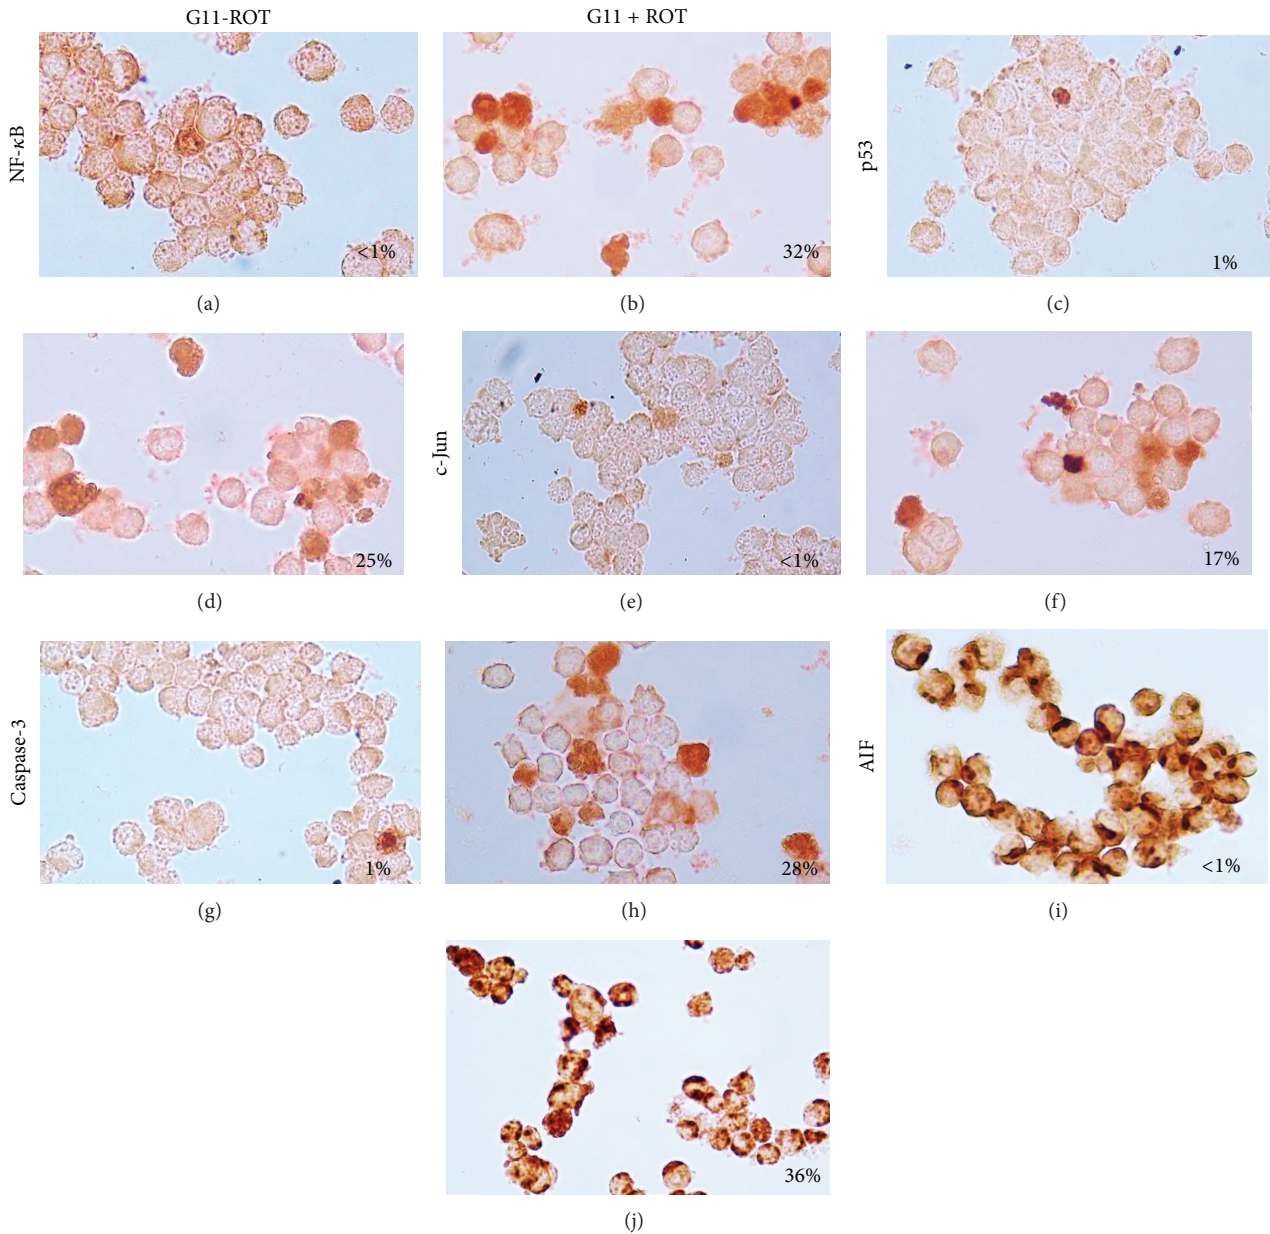 G11-ROT
G11 + ROT
NF-κB
<1%
32%
p53
1%
(a)
(b)
(c)
25%
c-Jun
<1%
17%
(d)
(e)
(f)
Caspase-3
1%
28%
AIF
<1%
(g)
(h)
(i)
36%
(j)